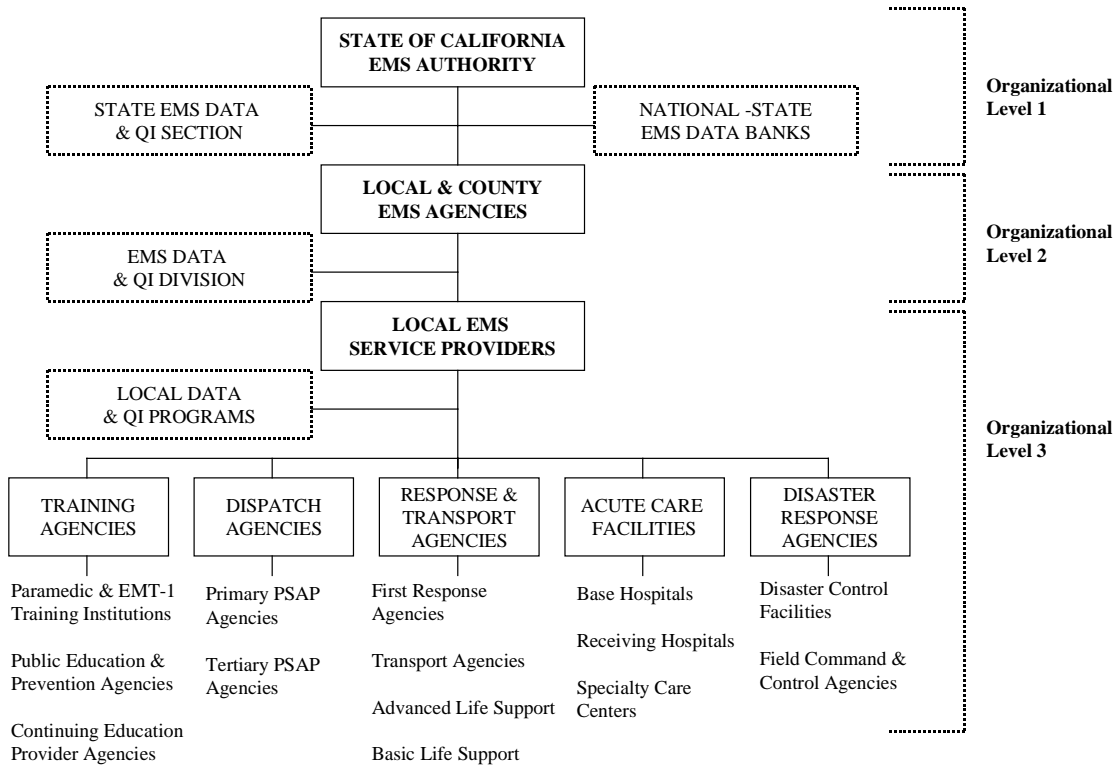 STATE OF CALIFORNIA
EMS AUTHORITY
Organizational
Level 1
STATE EMS DATA
& QI SECTION
NATIONAL -STATE
EMS DATA BANKS
LOCAL & COUNTY
EMS AGENCIES
Organizational
Level 2
EMS DATA
& QI DIVISION
LOCAL EMS
SERVICE PROVIDERS
LOCAL DATA
& QI PROGRAMS
Organizational
Level 3
TRAINING
AGENCIES
DISPATCH
AGENCIES
RESPONSE &
TRANSPORT
AGENCIES
ACUTE CARE
FACILITIES
DISASTER
RESPONSE
AGENCIES
Paramedic & EMT-1
Training Institutions
Public Education &
Prevention Agencies
Continuing Education
Provider Agencies
Primary PSAP
Agencies
Tertiary PSAP
Agencies
First Response
Agencies
Transport Agencies
Advanced Life Support
Basic Life Support
Base Hospitals
Receiving Hospitals
Specialty Care
Centers
Disaster Control
Facilities
Field Command &
Control Agencies